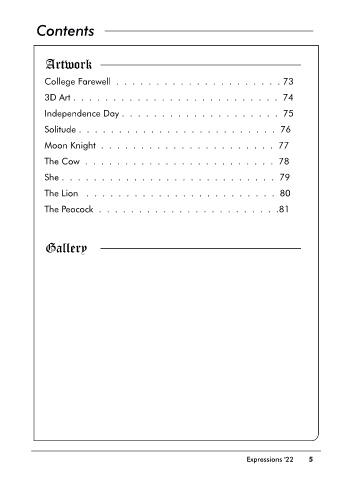 Contents
Artwork
College Farewell . . . . . . . . . . . . . . . . . . . . . 73
3D Art . . . . . . . . . . . . . . . . . . . . . . . . . . 74
Independence Day . . . . . . . . . . . . . . . . . . . . 75
Solitude . . . . . . . . . . . . . . . . . . . . . . . . . 76
Moon Knight . . . . . . . . . . . . . . . . . . . . . . 77
The Cow . . . . . . . . . . . . . . . . . . . . . . . . 78
She . . . . . . . . . . . . . . . . . . . . . . . . . . . 79
The Lion . . . . . . . . . . . . . . . . . . . . . . . . 80
The Peacock . . . . . . . . . . . . . . . . . . . . . . .81
Gallery
Expressions '22 5